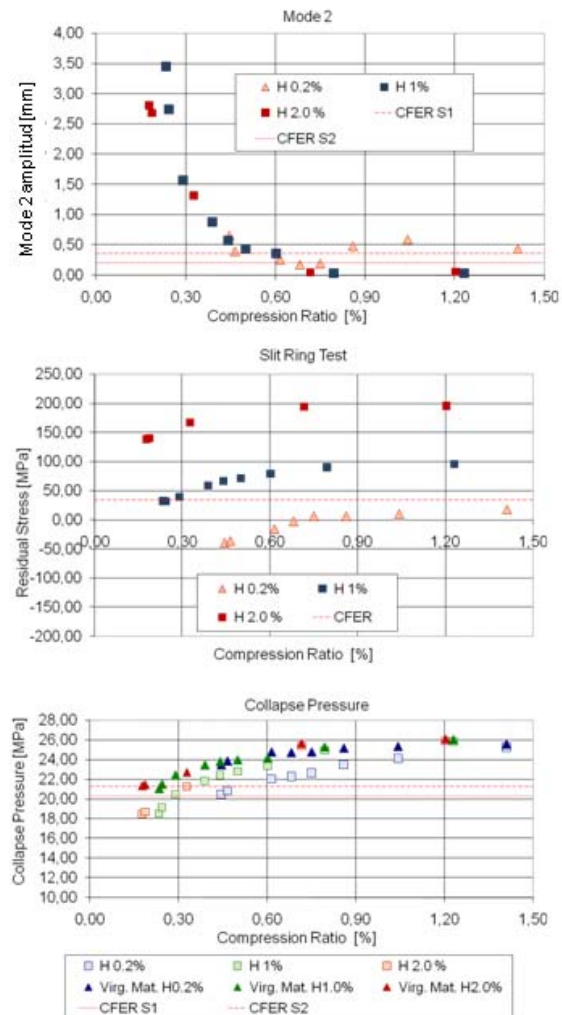 Mode 2
4,00
3,50
3,00
2,50
2,00
1,50
1,00
0,50
0,00
Mode 2 amplitud [mm]
H 0.2%
H 1%
H 2.0 %
CFER S1
CFER S2
0,00 0,30 0,60 0,90 1,20 1,50
Compression Ratio [%]
Slit Ring Test
250,00
200,00
150,00
100,00
50,00
0,00
-50,00
-100,00
-150,00
-200,00
Residual Stress [MPa]
0,00 0,30 0,60 0,90 1,20 1,50
H 0.2%
H 1%
H 2.0 %
CFER
Compression Ratio [%]
Collapse Pressure
28,00
26,00
24,00
22,00
20,00
18,00
16,00
14,00
12,00
10,00
Collapse Pressure [MPa]
0,00 0,30 0,60 0,90 1,20 1,50
Compression Ratio [%]
H 0.2%
H 1%
H 2.0 %
Virg. Mat. H0.2%
Virg. Mat. H1.0%
Virg. Mat. H2.0%
CFER S1
CFER S2